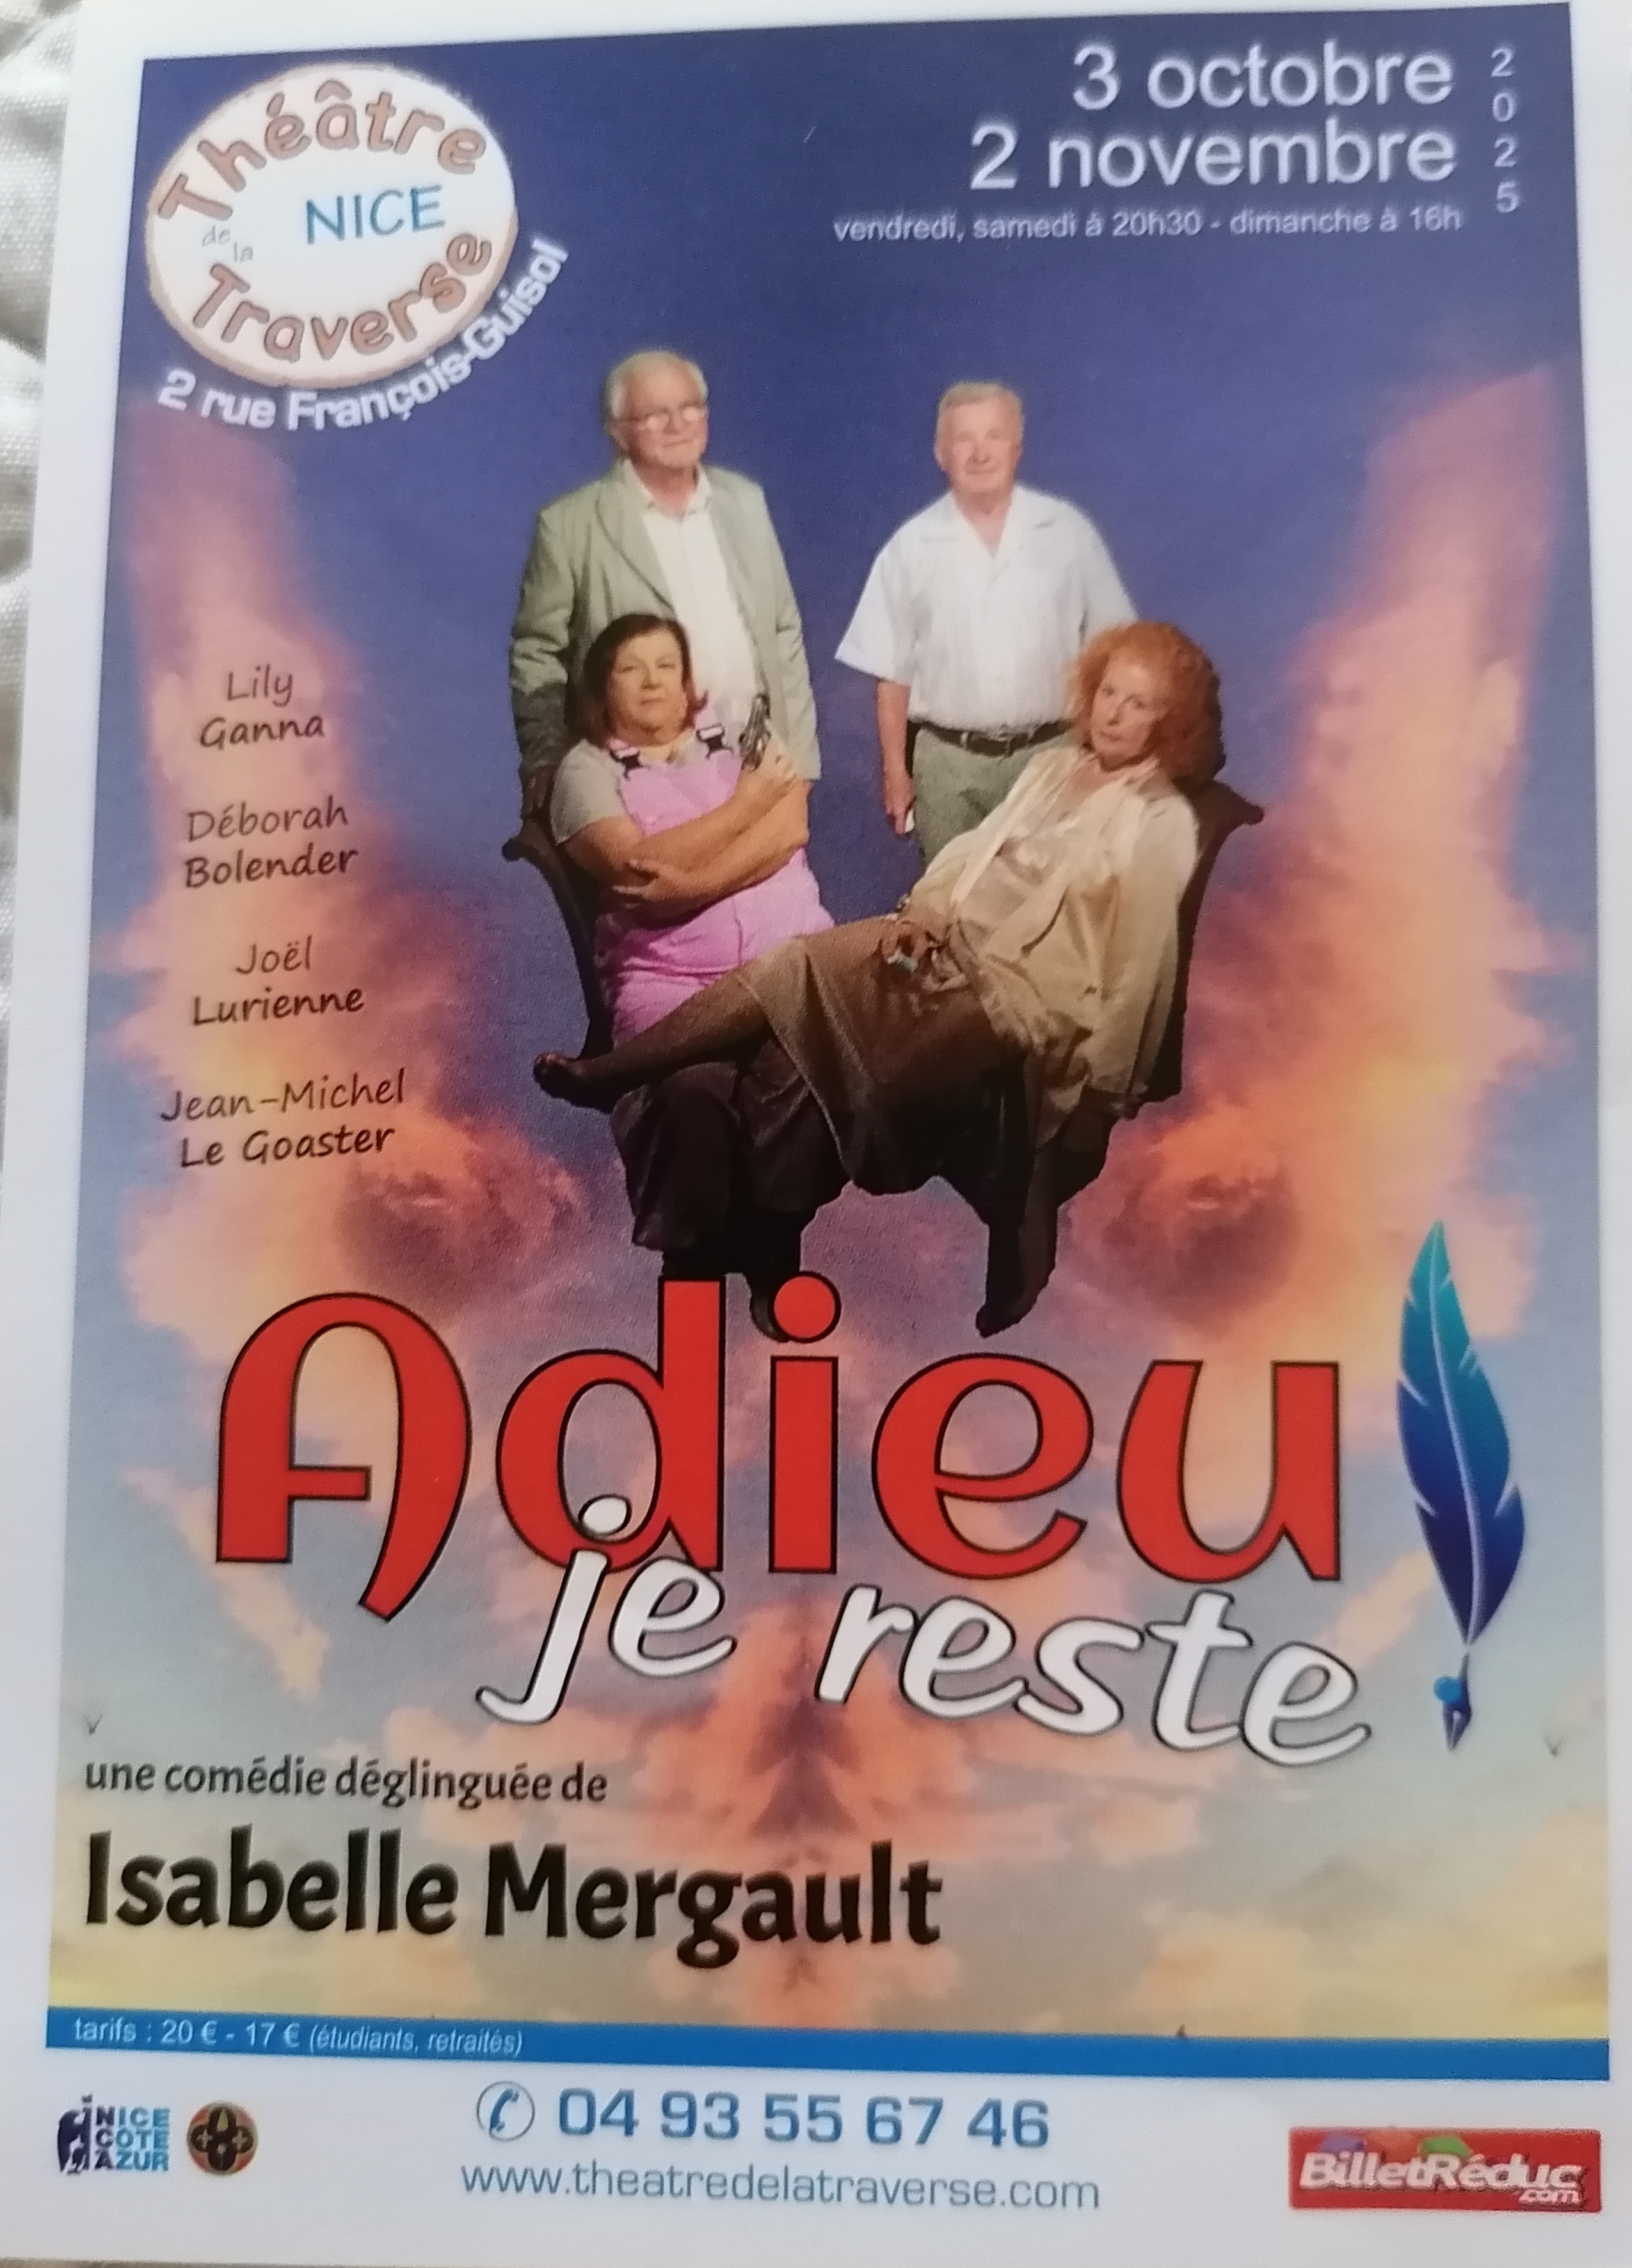 Théâtre
de la
NICE
Traverse
2 rue François-Guisol
3 octobre
2 novembre
2025
vendredi, samedi à 20h30 - dimanche à 16h
Lily
Ganna
Déborah
Bolender
Joël
Lurienne
Jean-Michel
Le Goaster
Adieu
je reste
une comédie déglinguée de
Isabelle Mergault
tarifs : 20 € - 17 € (étudiants, retraités)
NICE
CÔTE
AZUR
04 93 55 67 46
www.theatredelatraverse.com
BilletRéduc
.com